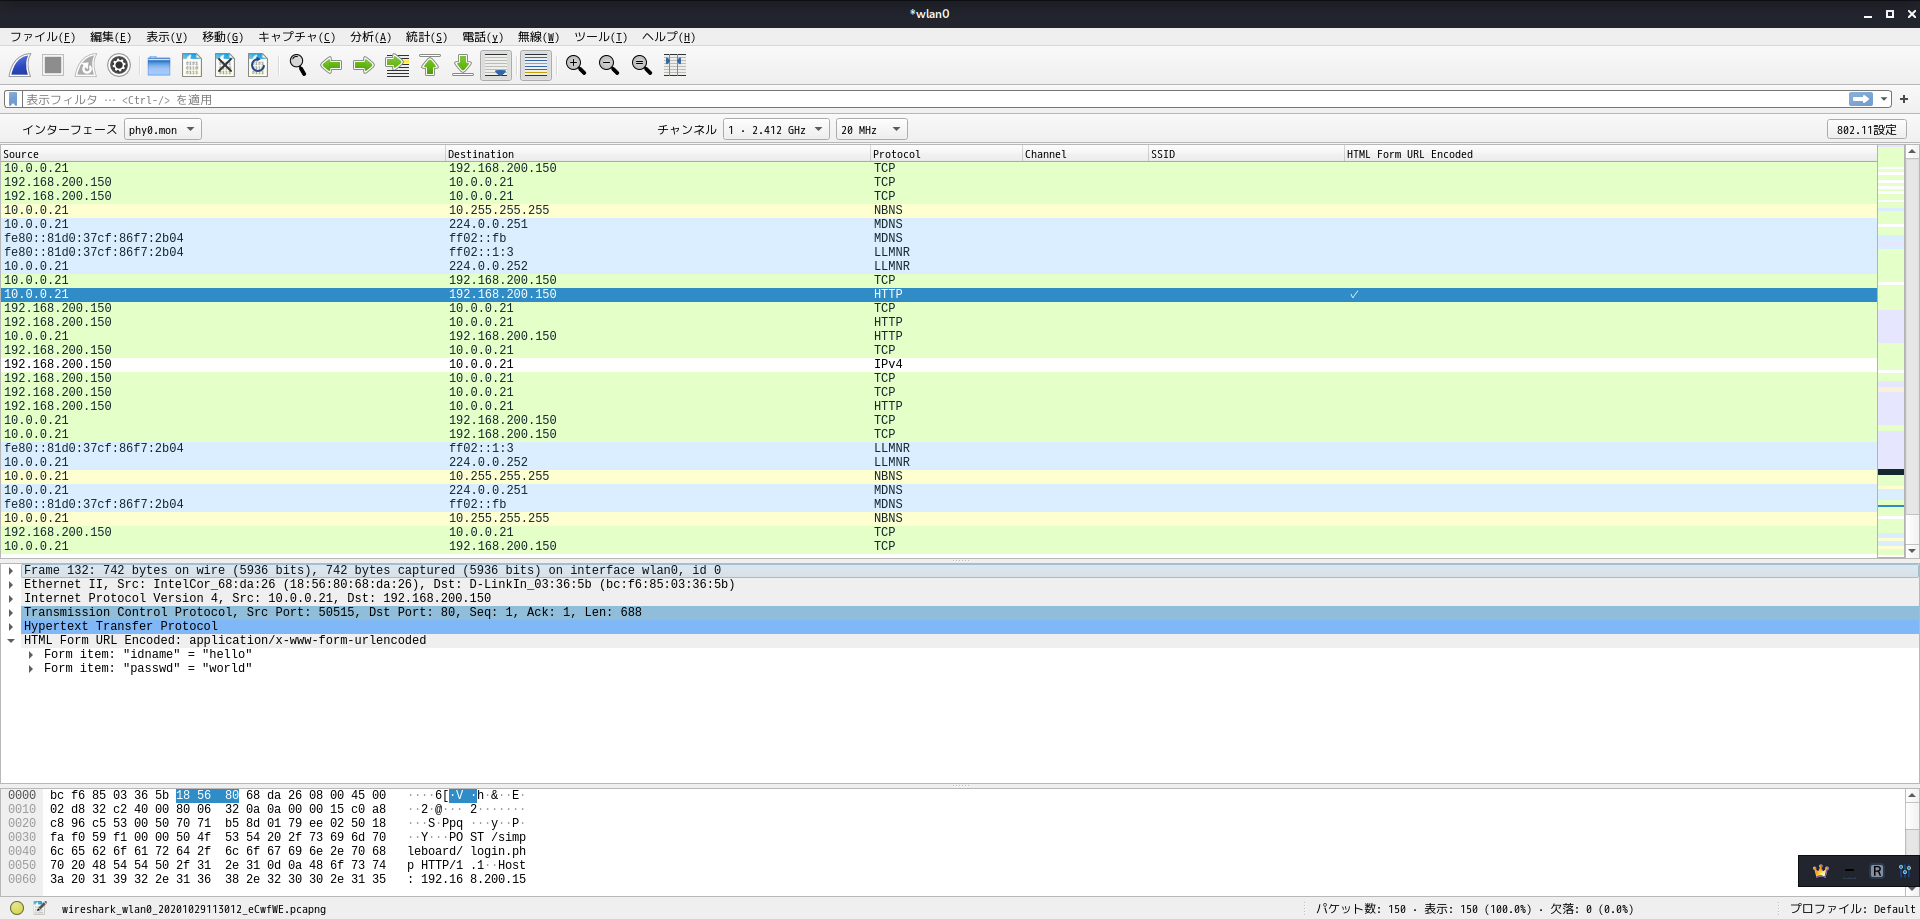 *wlan0
ファイル(F) 編集(E) 表示(V) 移動(G) キャプチャ(C) 分析(A) 統計(S) 電話(y) 無線(W) ツール(T) ヘルプ(H)
表示フィルタ … <Ctrl-/> を適用
インターフェース phy0.mon チャンネル 1 · 2.412 GHz 20 MHz 802.11設定
Source Destination Protocol Channel SSID HTML Form URL Encoded
10.0.0.21 192.168.200.150 TCP
192.168.200.150 10.0.0.21 TCP
192.168.200.150 10.0.0.21 TCP
10.0.0.21 10.255.255.255 NBNS
10.0.0.21 224.0.0.251 MDNS
fe80::81d0:37cf:86f7:2b04 ff02::fb MDNS
fe80::81d0:37cf:86f7:2b04 ff02::1:3 LLMNR
10.0.0.21 224.0.0.252 LLMNR
10.0.0.21 192.168.200.150 TCP
10.0.0.21 192.168.200.150 HTTP ✓
192.168.200.150 10.0.0.21 TCP
192.168.200.150 10.0.0.21 HTTP
10.0.0.21 192.168.200.150 HTTP
192.168.200.150 10.0.0.21 TCP
192.168.200.150 10.0.0.21 IPv4
192.168.200.150 10.0.0.21 TCP
192.168.200.150 10.0.0.21 TCP
192.168.200.150 10.0.0.21 HTTP
10.0.0.21 192.168.200.150 TCP
10.0.0.21 192.168.200.150 TCP
fe80::81d0:37cf:86f7:2b04 ff02::1:3 LLMNR
10.0.0.21 224.0.0.252 LLMNR
10.0.0.21 10.255.255.255 NBNS
10.0.0.21 224.0.0.251 MDNS
fe80::81d0:37cf:86f7:2b04 ff02::fb MDNS
10.0.0.21 10.255.255.255 NBNS
192.168.200.150 10.0.0.21 TCP
10.0.0.21 192.168.200.150 TCP
Frame 132: 742 bytes on wire (5936 bits), 742 bytes captured (5936 bits) on interface wlan0, id 0
Ethernet II, Src: IntelCor_68:da:26 (18:56:80:68:da:26), Dst: D-LinkIn_03:36:5b (bc:f6:85:03:36:5b)
Internet Protocol Version 4, Src: 10.0.0.21, Dst: 192.168.200.150
Transmission Control Protocol, Src Port: 50515, Dst Port: 80, Seq: 1, Ack: 1, Len: 688
Hypertext Transfer Protocol
HTML Form URL Encoded: application/x-www-form-urlencoded
Form item: "idname" = "hello"
Form item: "passwd" = "world"
0000 bc f6 85 03 36 5b 18 56 80 68 da 26 08 00 45 00 ····6[·V ·h·&··E·
0010 02 d8 32 c2 40 00 80 06 32 0a 0a 00 00 15 c0 a8 ··2·@··· 2·······
0020 c8 96 c5 53 00 50 70 71 b5 8d 01 79 ee 02 50 18 ···S·Ppq ···y··P·
0030 fa f0 59 f1 00 00 50 4f 53 54 20 2f 73 69 6d 70 ··Y···PO ST /simp
0040 6c 65 62 6f 61 72 64 2f 6c 6f 67 69 6e 2e 70 68 leboard/ login.ph
0050 70 20 48 54 54 50 2f 31 2e 31 0d 0a 48 6f 73 74 p HTTP/1 .1··Host
0060 3a 20 31 39 32 2e 31 36 38 2e 32 30 30 2e 31 35 : 192.16 8.200.15
wireshark_wlan0_20201029113012_eCwfWE.pcapng パケット数: 150 · 表示: 150 (100.0%) · 欠落: 0 (0.0%) プロファイル: Default